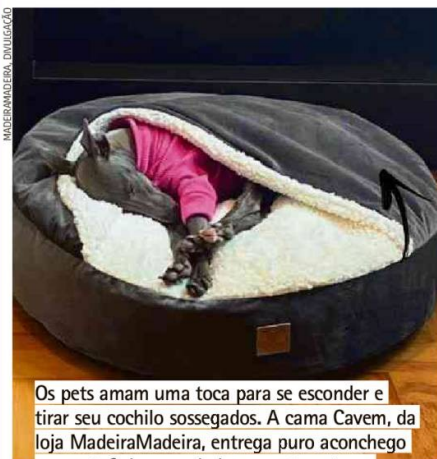 MADEIRAMADEIRA, DIVULGAÇÃO
Os pets amam uma toca para se esconder e
tirar seu cochilo sossegados. A cama Cavem, da
loja MadeiraMadeira, entrega puro aconchego